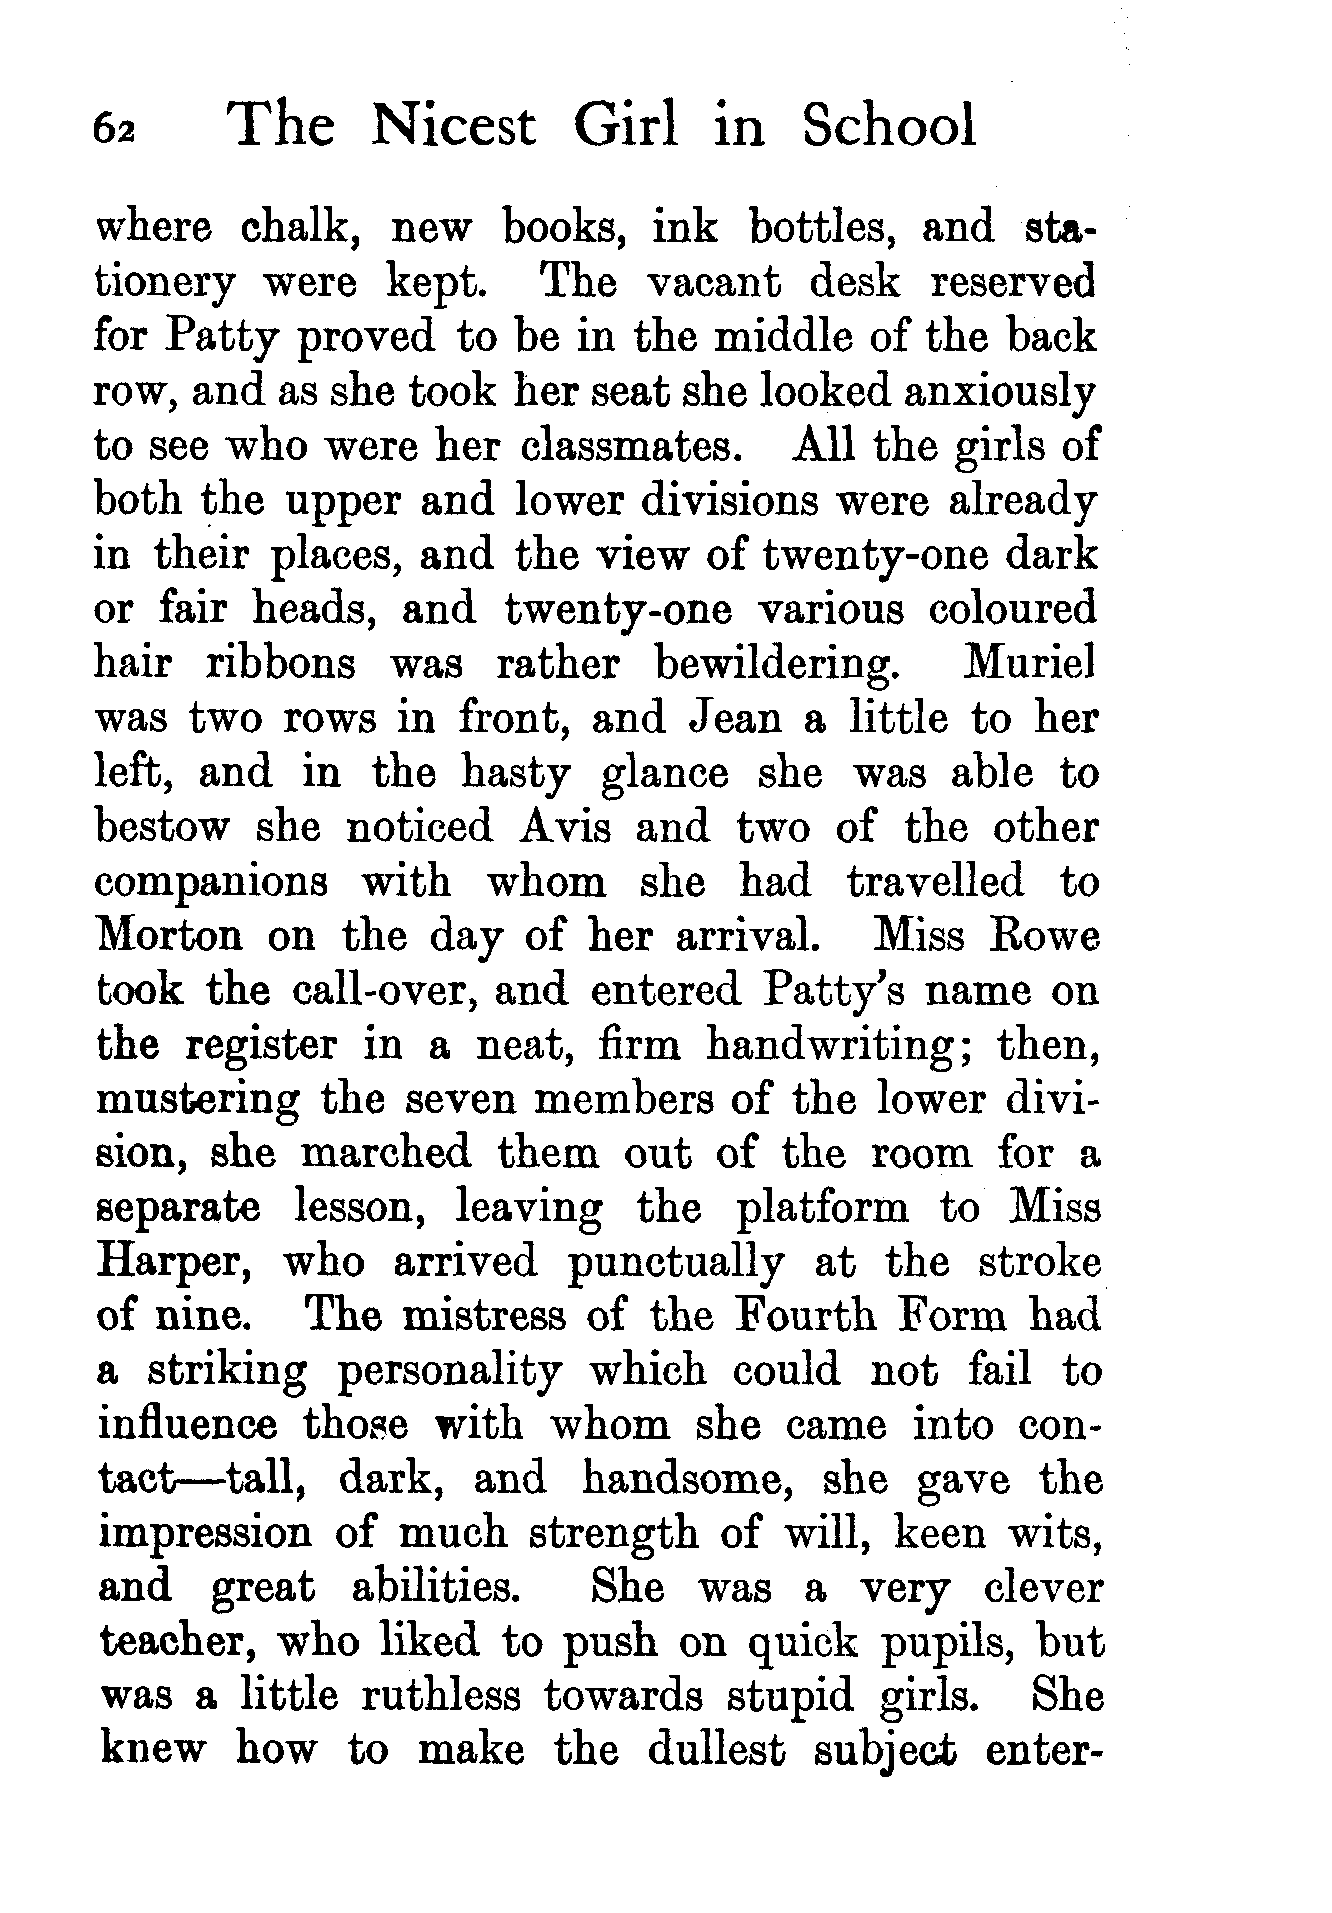 62 The Nicest Girl in School
where chalk, new books, ink bottles, and sta-
tionery were kept. The vacant desk reserved
for Patty proved to be in the middle of the back
row, and as she took her seat she looked anxiously
to see who were her classmates. All the girls of
both the upper and lower divisions were already
in their places, and the view of twenty-one dark
or fair heads, and twenty-one various coloured
hair ribbons was rather bewildering. Muriel
was two rows in front, and Jean a little to her
left, and in the hasty glance she was able to
bestow she noticed Avis and two of the other
companions with whom she had travelled to
Morton on the day of her arrival. Miss Rowe
took the call-over, and entered Patty's name on
the register in a neat, firm handwriting; then,
mustering the seven members of the lower divi-
sion, she marched them out of the room for a
separate lesson, leaving the platform to Miss
Harper, who arrived punctually at the stroke
of nine. The mistress of the Fourth Form had
a striking personality which could not fail to
influence those with whom she came into con-
tact—tall, dark, and handsome, she gave the
impression of much strength of will, keen wits,
and great abilities. She was a very clever
teacher, who liked to push on quick pupils, but
was a little ruthless towards stupid girls. She
knew how to make the dullest subject enter-